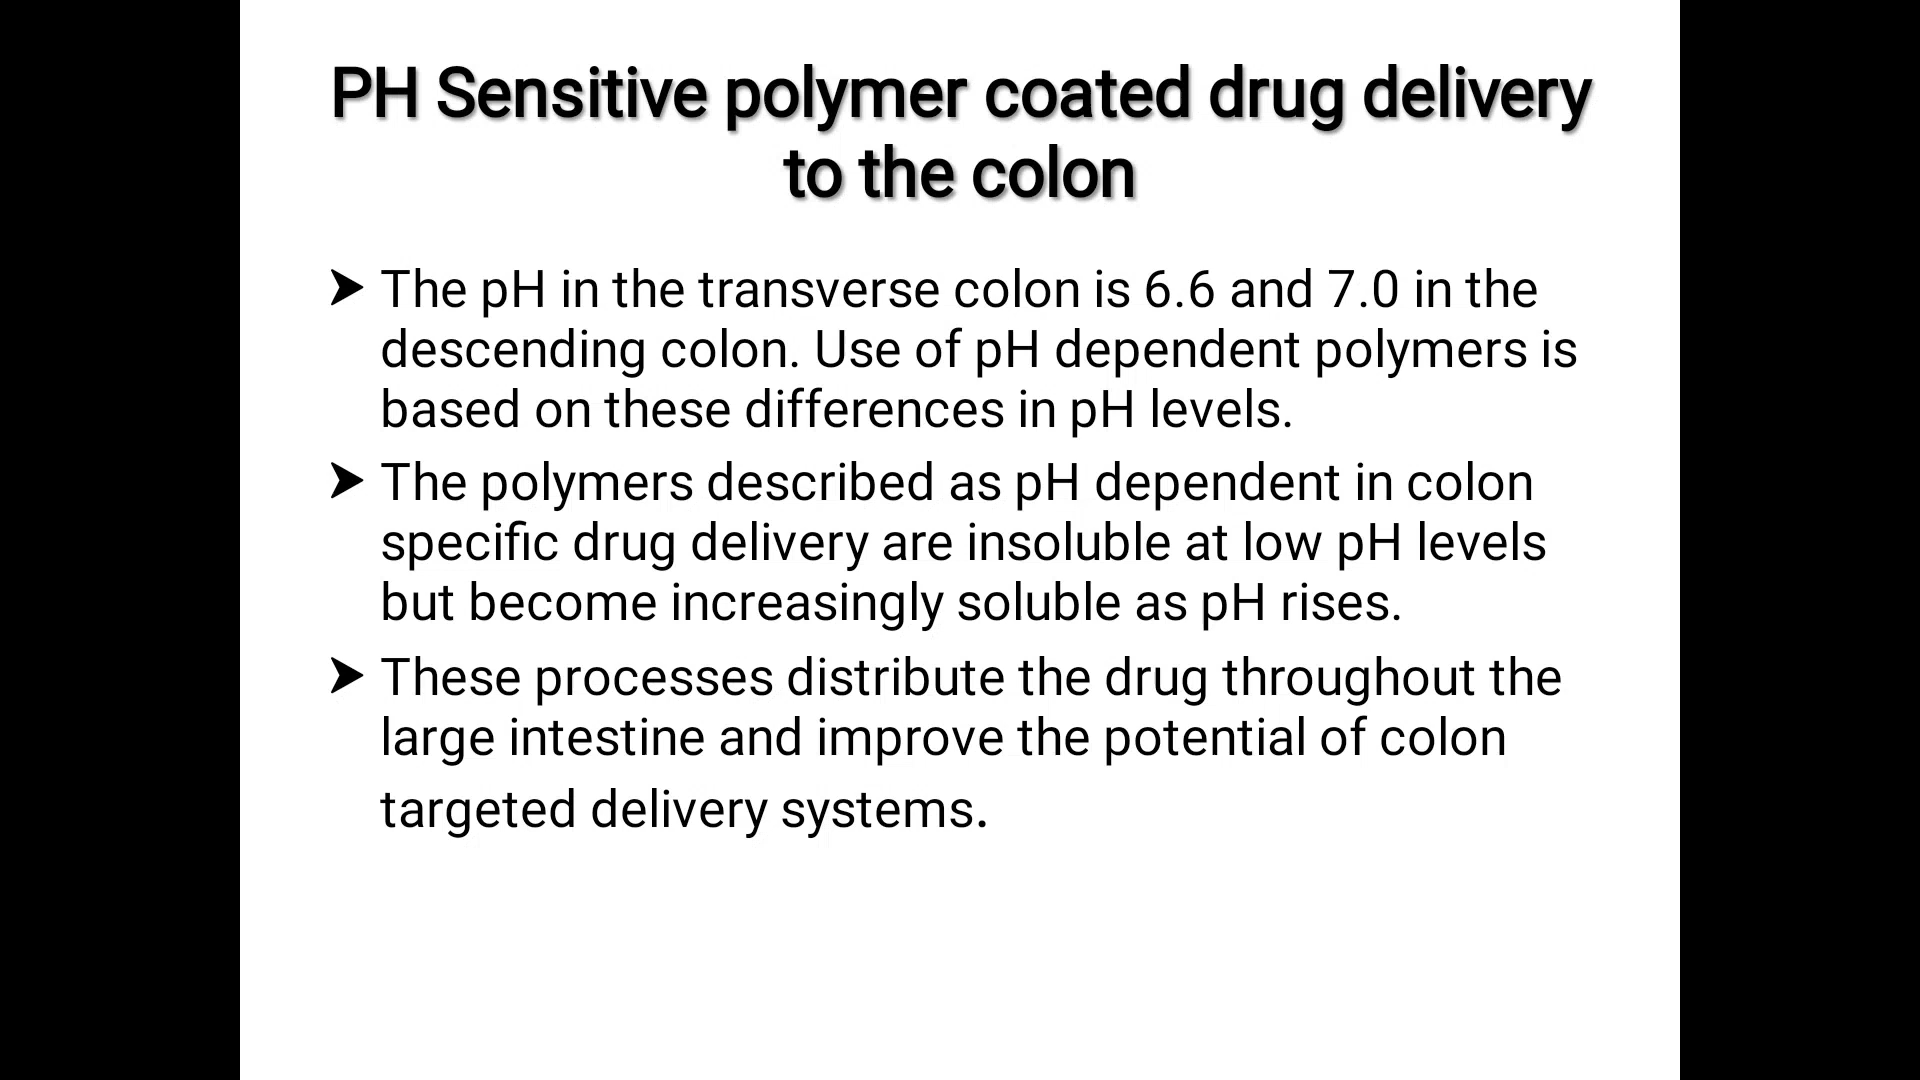 PH Sensitive polymer coated drug delivery
to the colon
➤ The pH in the transverse colon is 6.6 and 7.0 in the
descending colon. Use of pH dependent polymers is
based on these differences in pH levels.
➤ The polymers described as pH dependent in colon
specific drug delivery are insoluble at low pH levels
but become increasingly soluble as pH rises.
➤ These processes distribute the drug throughout the
large intestine and improve the potential of colon
targeted delivery systems.